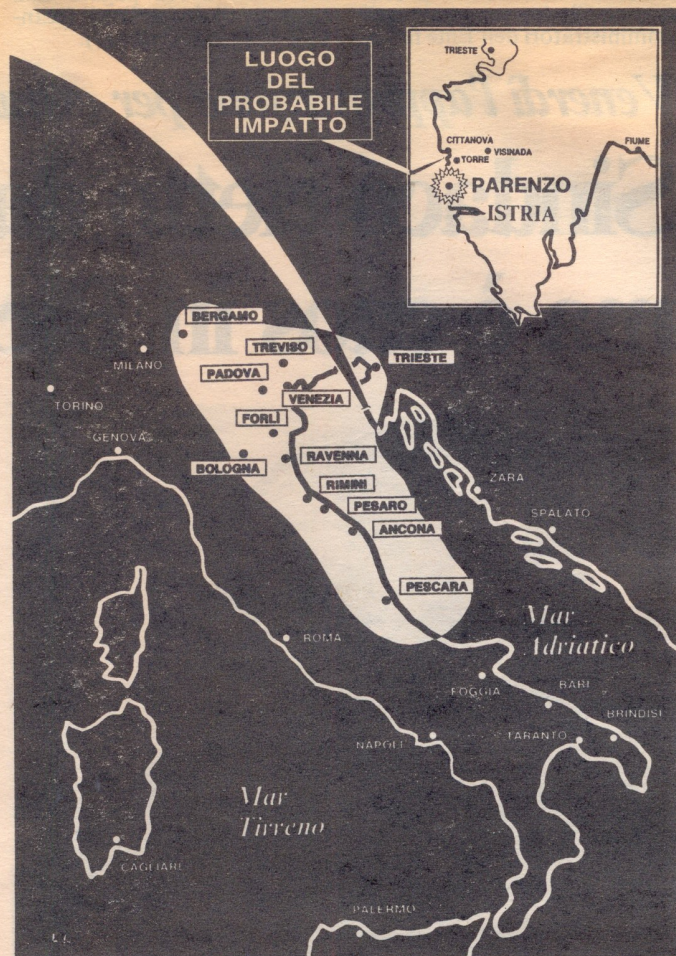 LUOGO
DEL
PROBABILE
IMPATTO
TRIESTE
CITTANOVA
VISINADA
TORRE
FIUME
PARENZO
ISTRIA
BERGAMO
MILANO
TREVISO
TRIESTE
PADOVA
TORINO
VENEZIA
FORLÌ
GENOVA
RAVENNA
BOLOGNA
RIMINI
ZARA
PESARO
SPALATO
ANCONA
PESCARA
Mar
Adriatico
ROMA
FOGGIA
BARI
BRINDISI
NAPOLI
TARANTO
Mar
Tirreno
CAGLIARI
PALERMO